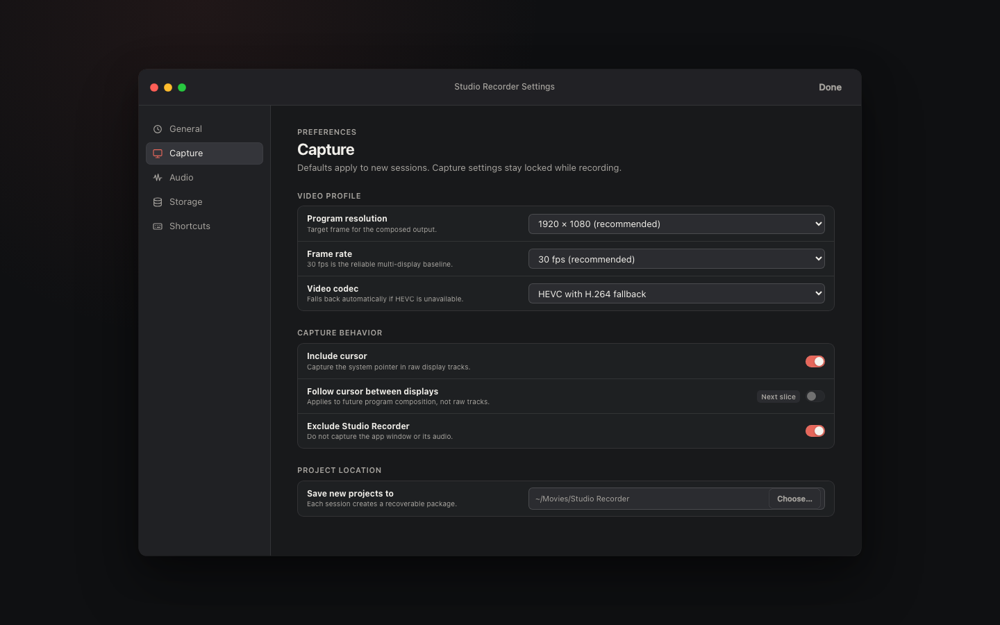 Studio Recorder Settings
Done
General
Capture
Audio
Storage
Shortcuts
PREFERENCES
Capture
Defaults apply to new sessions. Capture settings stay locked while recording.
VIDEO PROFILE
Program resolution
Target frame for the composed output.
1920 × 1080 (recommended)
Frame rate
30 fps is the reliable multi-display baseline.
30 fps (recommended)
Video codec
Falls back automatically if HEVC is unavailable.
HEVC with H.264 fallback
CAPTURE BEHAVIOR
Include cursor
Capture the system pointer in raw display tracks.
Follow cursor between displays
Applies to future program composition, not raw tracks.
Next slice
Exclude Studio Recorder
Do not capture the app window or its audio.
PROJECT LOCATION
Save new projects to
Each session creates a recoverable package.
~/Movies/Studio Recorder
Choose...